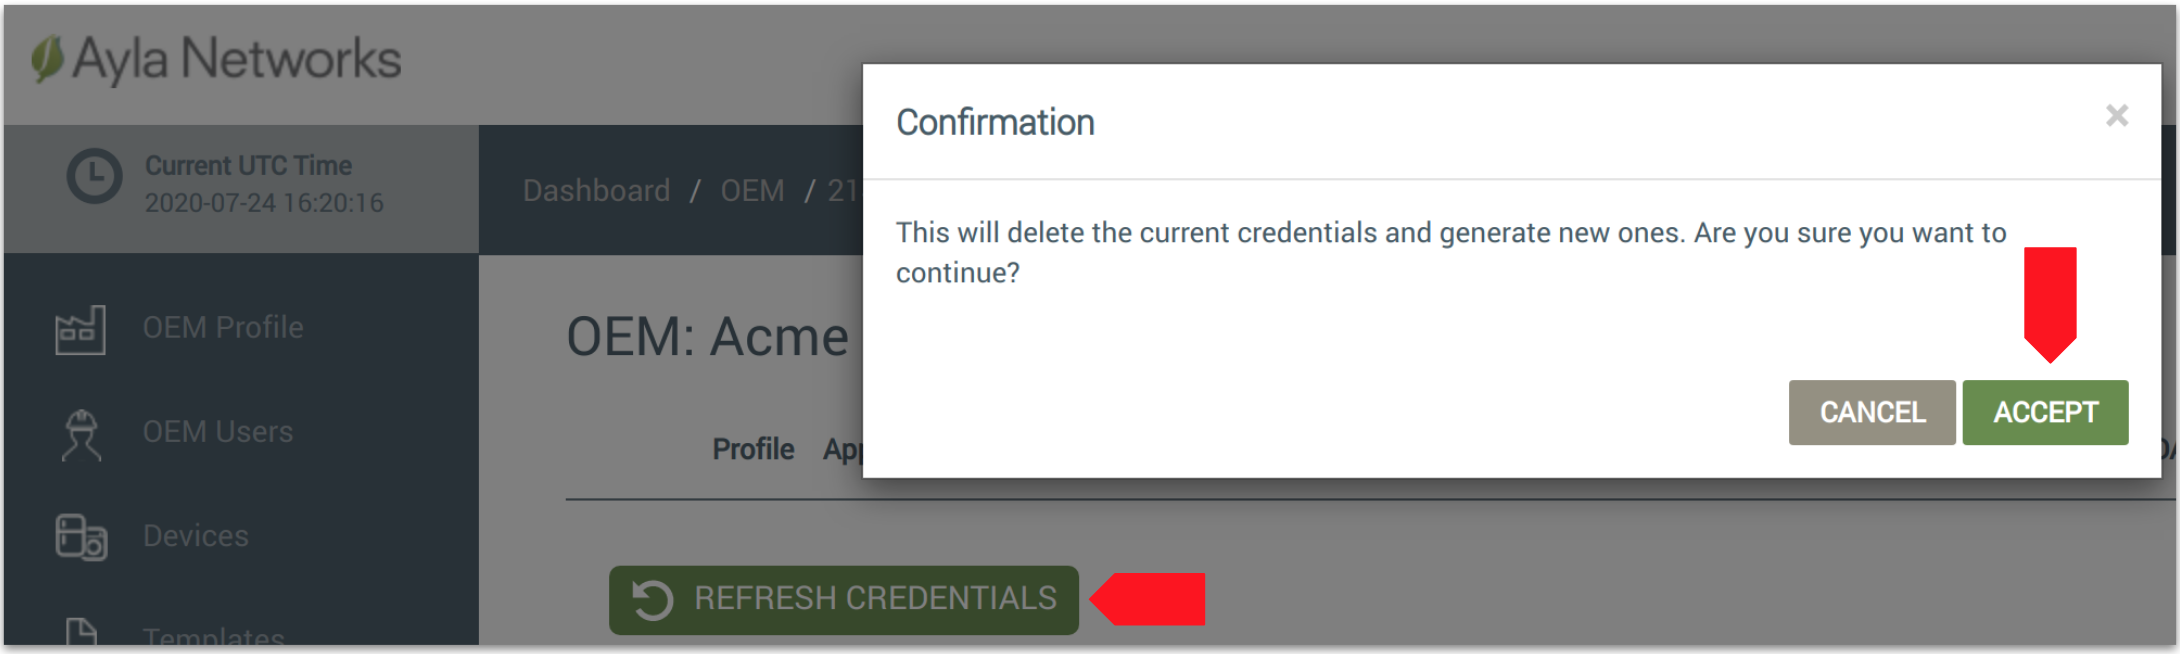 Ayla Networks
Confirmation
×
Current UTC Time
2020-07-24 16:20:16
Dashboard / OEM / 21
This will delete the current credentials and generate new ones. Are you sure you want to
continue?
OEM Profile
OEM: Acme
CANCEL ACCEPT
OEM Users
Profile App
Devices
REFRESH CREDENTIALS
Templates